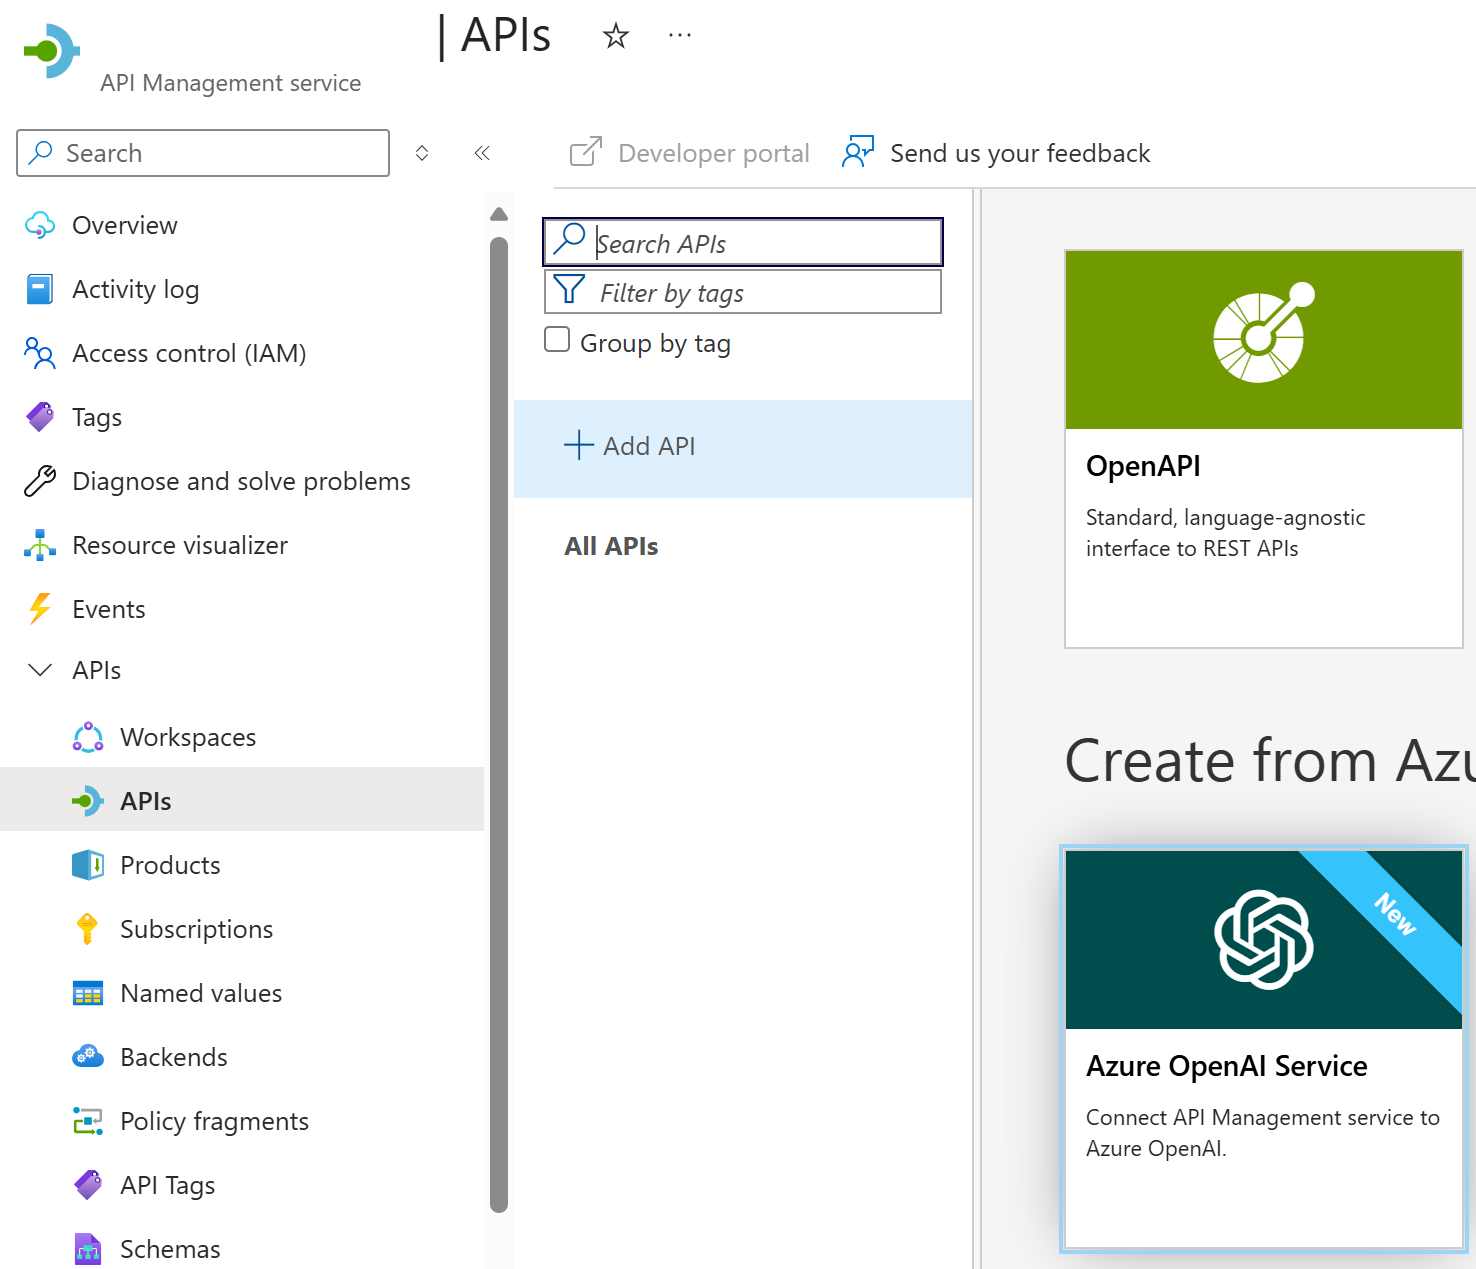 | APIs
API Management service
Search
Developer portal
Send us your feedback
Overview
Activity log
Access control (IAM)
Tags
Diagnose and solve problems
Resource visualizer
Events
APIs
Workspaces
APIs
Products
Subscriptions
Named values
Backends
Policy fragments
API Tags
Schemas
Search APIs
Filter by tags
Group by tag
Add API
All APIs
OpenAPI
Standard, language-agnostic
interface to REST APIs
Create from Azu
New
Azure OpenAI Service
Connect API Management service to
Azure OpenAI.